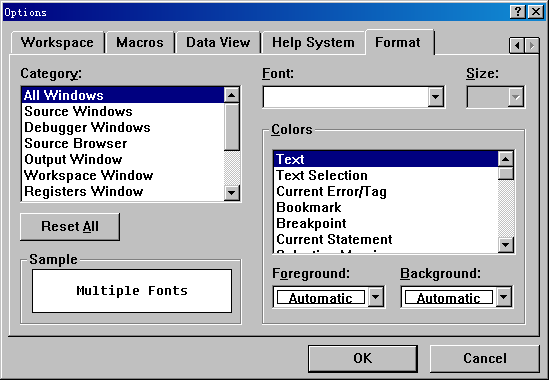 Options
Workspace
Macros
Data View
Help System
Format
Category:
All Windows
Source Windows
Debugger Windows
Source Browser
Output Window
Workspace Window
Registers Window
Reset All
Sample
Multiple Fonts
Font:
Size:
Colors
Text
Text Selection
Current Error/Tag
Bookmark
Breakpoint
Current Statement
Foreground:
Automatic
Background:
Automatic
OK
Cancel